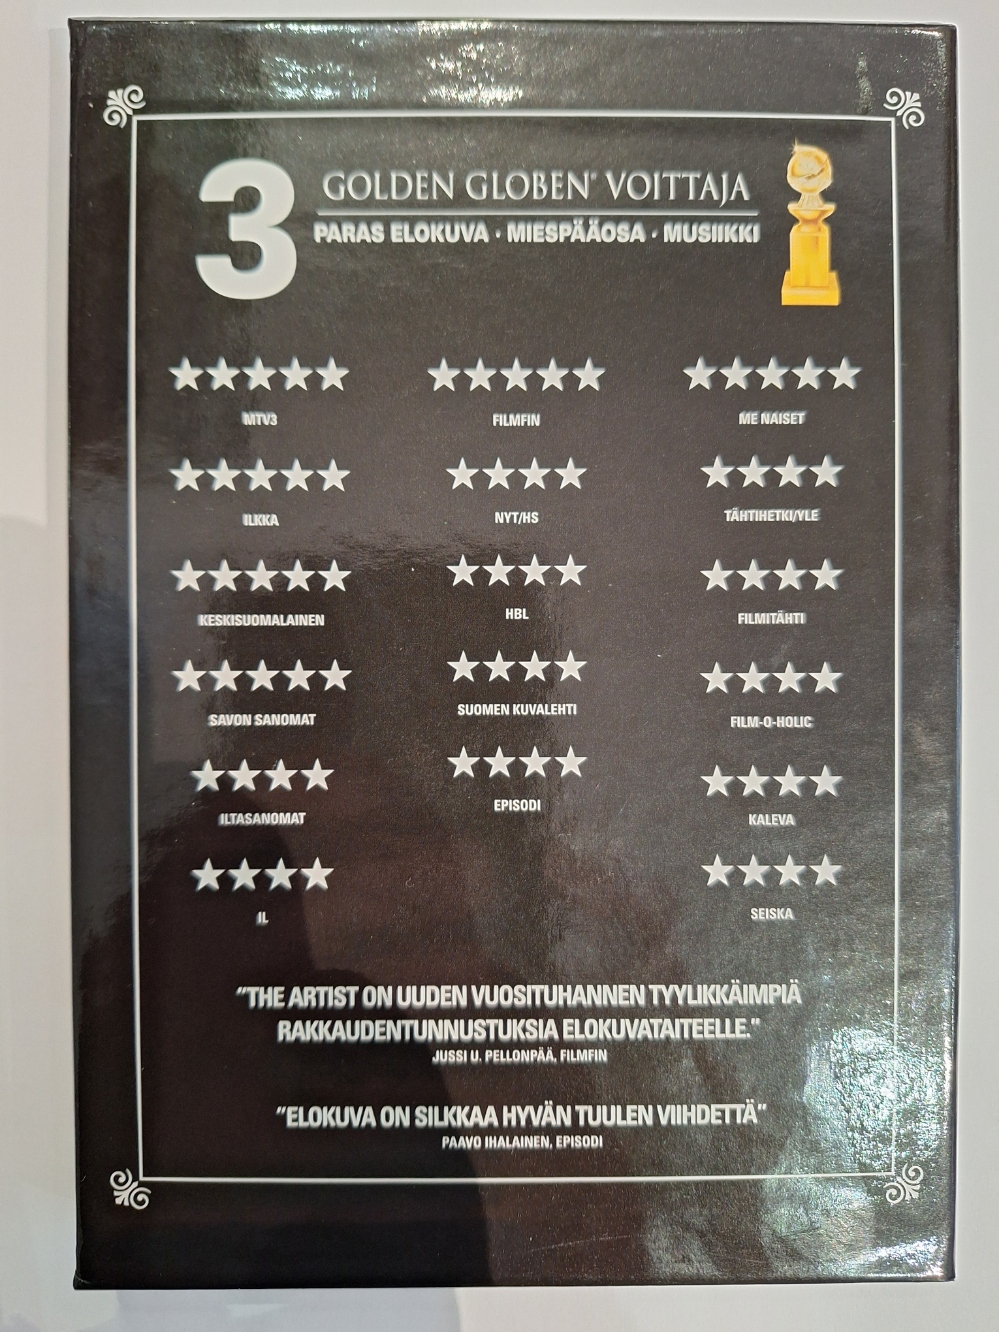 3
GOLDEN GLOBEN® VOITTAJA
PARAS ELOKUVA · MIESPÄÄOSA · MUSIIKKI
★★★★★
MTV3
★★★★★
FILMFIN
★★★★★
ME NAISET
★★★★★
ILKKA
★★★★
NYT/HS
★★★★
TÄHTIHETKI/YLE
★★★★★
KESKISUOMALAINEN
★★★★
HBL
★★★★
FILMITÄHTI
★★★★★
SAVON SANOMAT
★★★★
SUOMEN KUVALEHTI
★★★★
FILM-O-HOLIC
★★★★
ILTASANOMAT
★★★★
EPISODI
★★★★
KALEVA
★★★★
IL
★★★★
SEISKA
"THE ARTIST ON UUDEN VUOSITUHANNEN TYYLIKKÄIMPIÄ
RAKKAUDENTUNNUSTUKSIA ELOKUVATAITEELLE."
JUSSI U. PELLONPÄÄ, FILMFIN
"ELOKUVA ON SILKKAA HYVÄN TUULEN VIIHDETTÄ"
PAAVO IHALAINEN, EPISODI